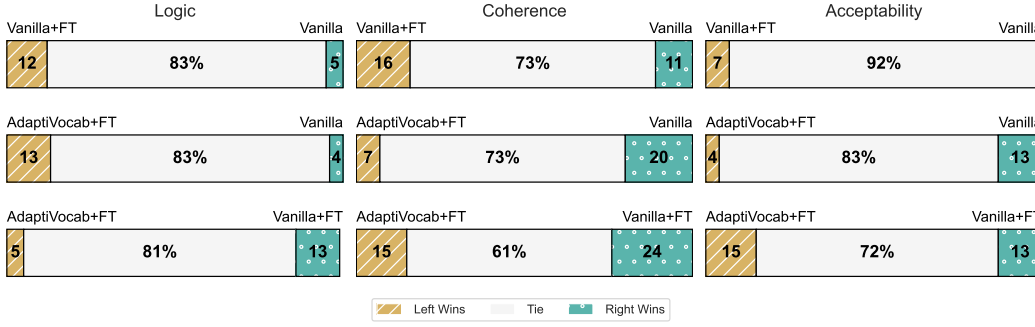 Logic Coherence Acceptability
Vanilla+FT Vanilla Vanilla+FT Vanilla Vanilla+FT
12 83% 5 16 73% 11 7 92%
AdaptiVocab+FT Vanilla AdaptiVocab+FT Vanilla AdaptiVocab+FT
13 83% 4 7 73% 20 4 83% 13
AdaptiVocab+FT Vanilla+FT AdaptiVocab+FT Vanilla+FT AdaptiVocab+FT Vanilla+FT
5 81% 13 15 61% 24 15 72% 13
Left Wins Tie Right Wins